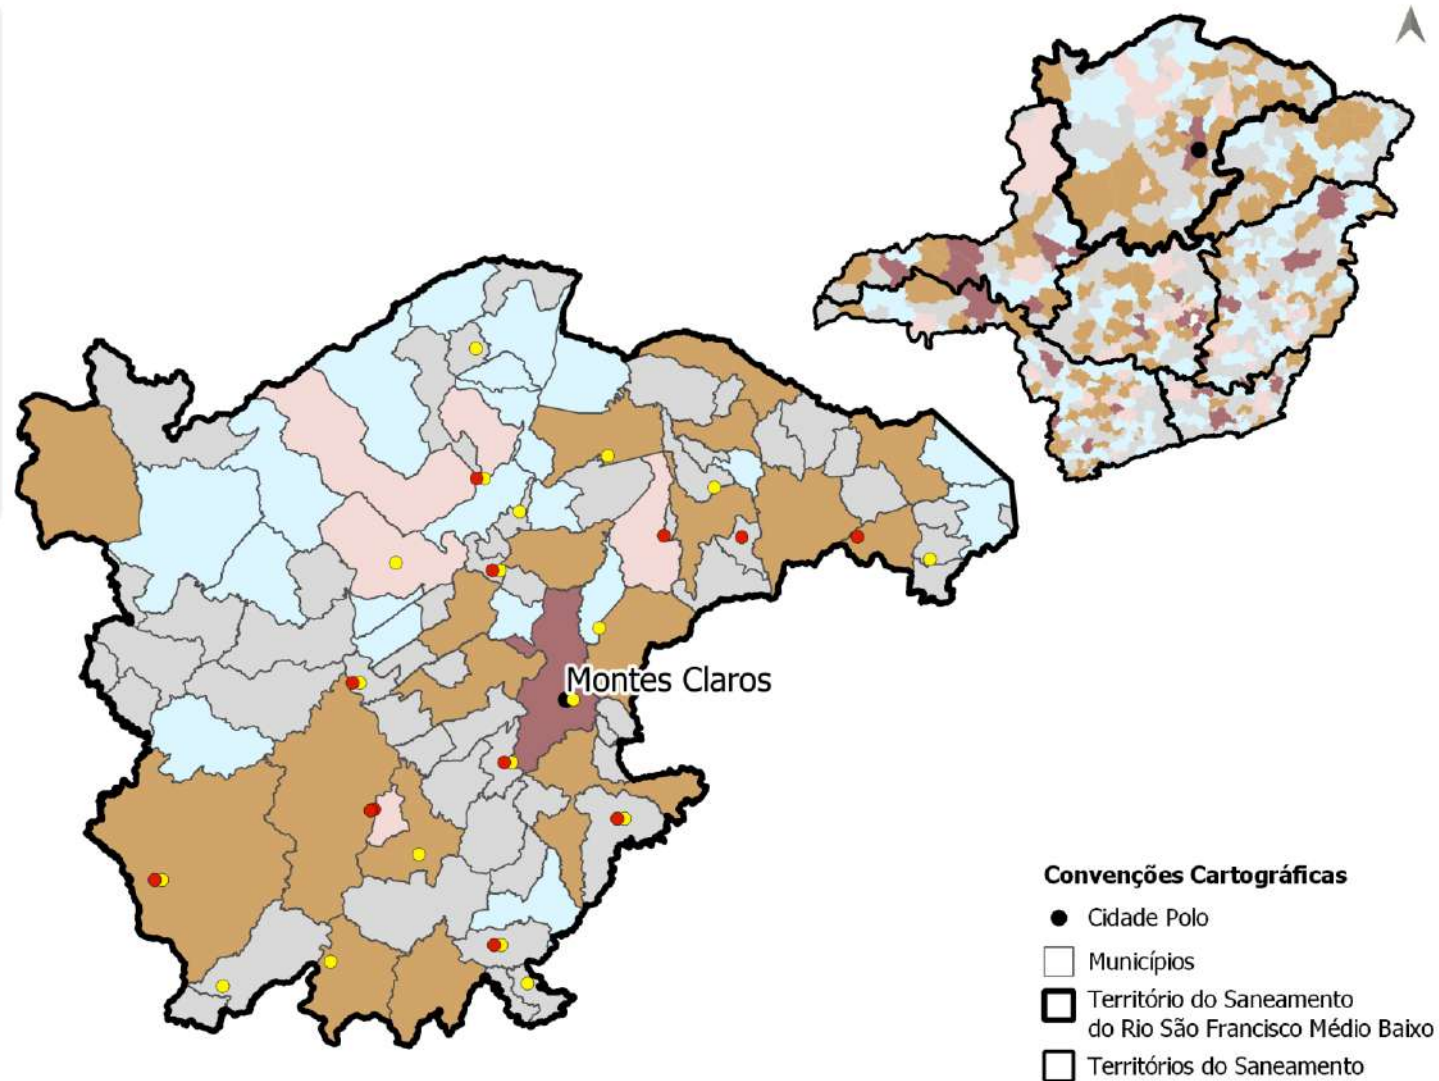 Montes Claros
Convenções Cartográficas
Cidade Polo
Municípios
Território do Saneamento
do Rio São Francisco Médio Baixo
Territórios do Saneamento